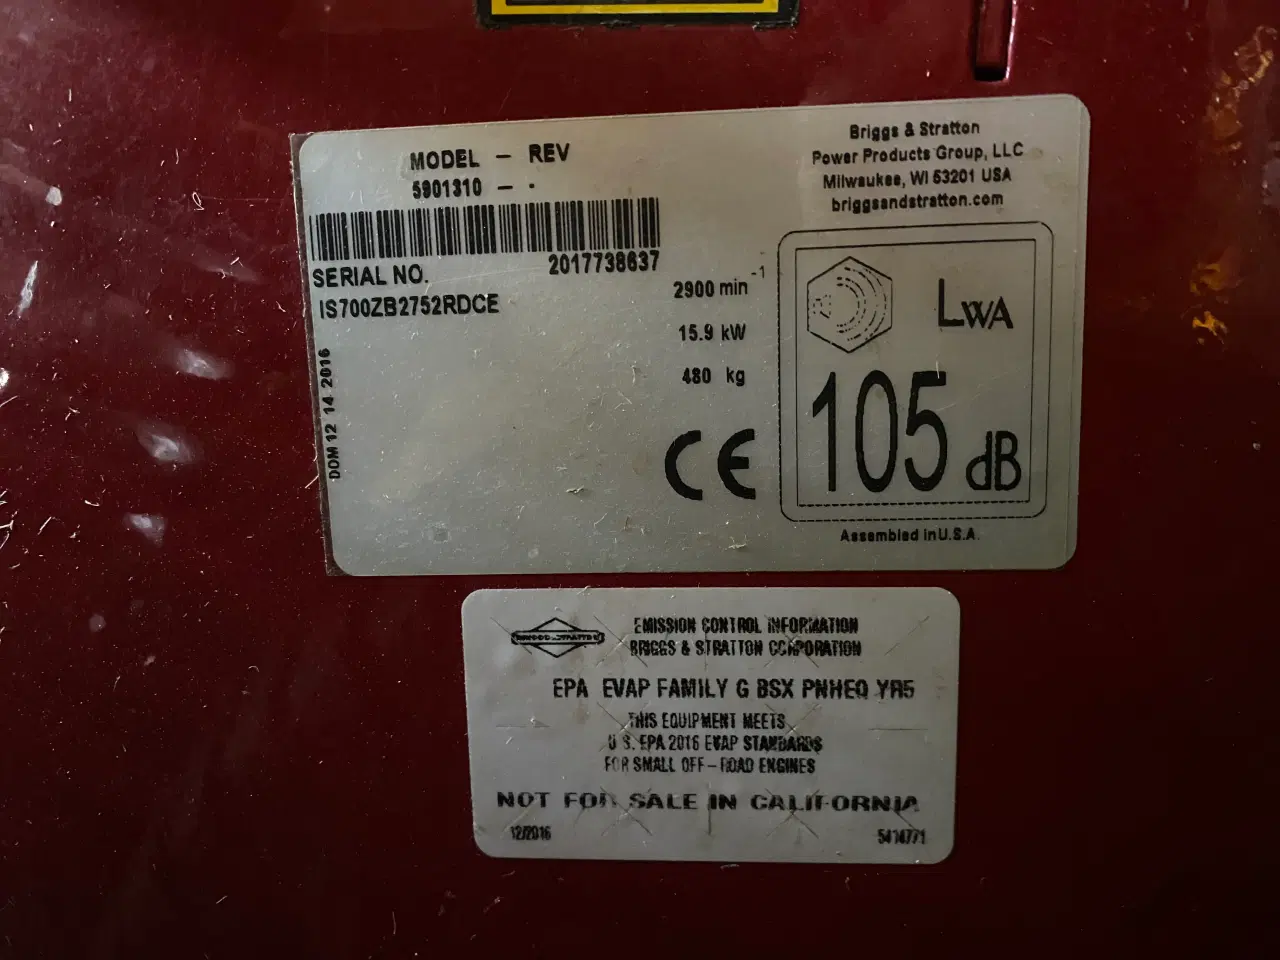 MODEL – REV
5901310 – .
2017738637
SERIAL NO.
IS700ZB2752RDCE
DOM 12 14 2016
2900 min-1
15.9 kW
480 kg
CE
Briggs & Stratton
Power Products Group, LLC
Milwaukee, WI 53201 USA
briggsandstratton.com
LWA
105 dB
Assembled in U.S.A.
BRIGGS & STRATTON
EMISSION CONTROL INFORMATION
BRIGGS & STRATTON CORPORATION
EPA EVAP FAMILY G BSX PNHEQ YR5
THIS EQUIPMENT MEETS
U.S. EPA 2016 EVAP STANDARDS
FOR SMALL OFF-ROAD ENGINES
NOT FOR SALE IN CALIFORNIA
12/2016
5414771